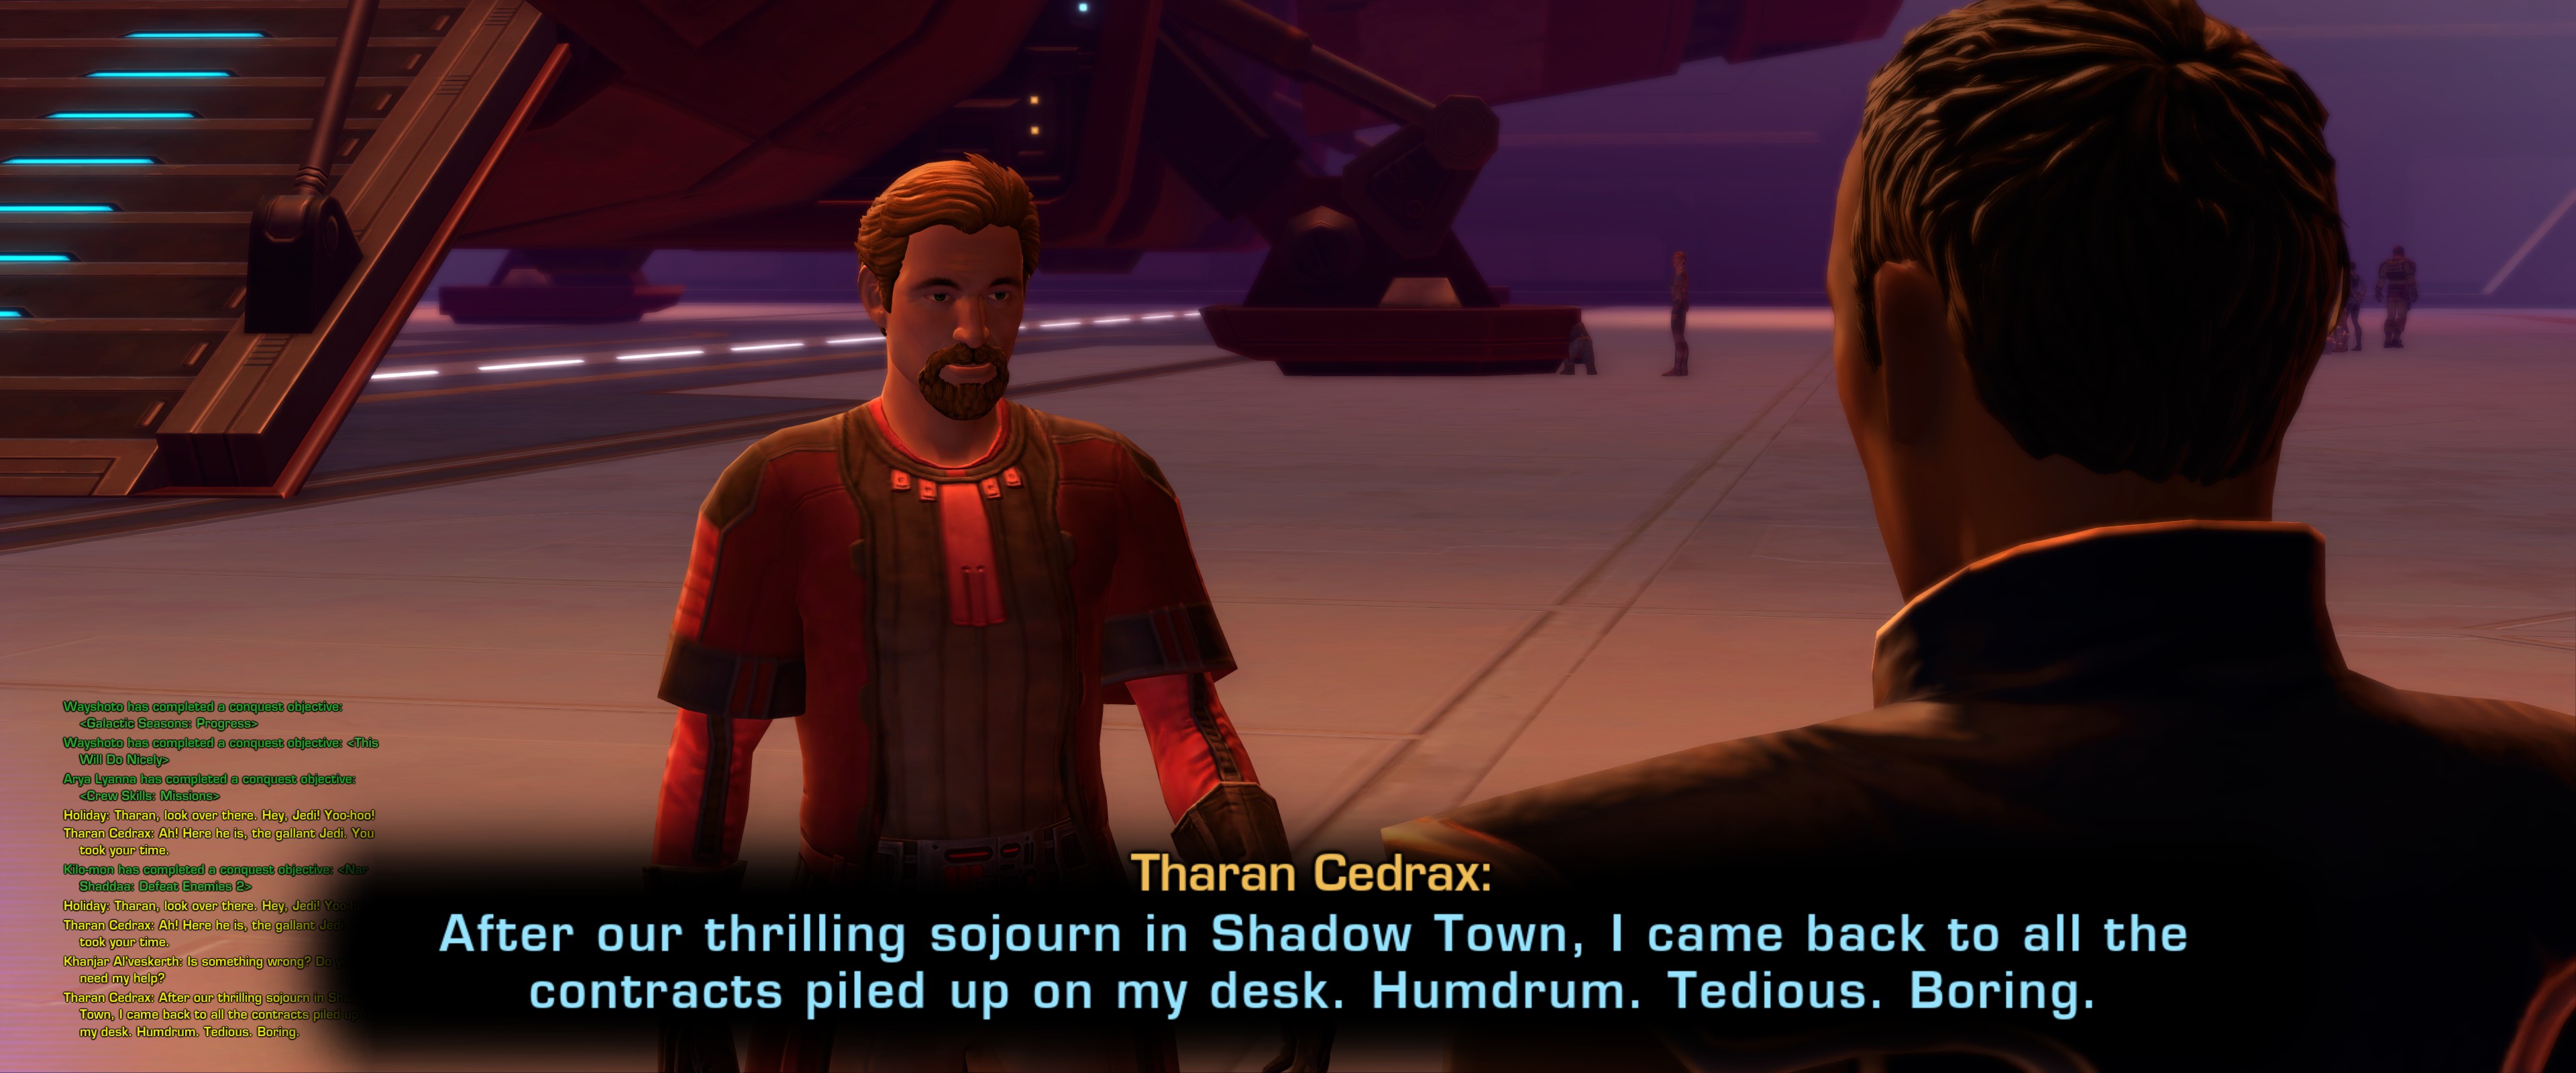 Wayshoto has completed a conquest objective:
<Galactic Seasons: Progress>
Wayshoto has completed a conquest objective: <This
Will Do Nicely>
Arya Lyanna has completed a conquest objective:
<Crew Skills: Missions>
Holiday: Tharan, look over there. Hey, Jedi! Yoo-hoo!
Tharan Cedrax: Ah! Here he is, the gallant Jedi. You
took your time.
Kilo-mon has completed a conquest objective: <Nar
Shaddaa: Defeat Enemies 2>
Holiday: Tharan, look over there. Hey, Jedi!
Tharan Cedrax: Ah! Here he is, the gallant Jedi.
took your time.
Khanjar Al'veskerth: Is something wrong? Do
need my help?
Tharan Cedrax: After our thrilling sojourn in
Town, I came back to all the contracts piled up
my desk. Humdrum. Tedious. Boring.
Tharan Cedrax:
After our thrilling sojourn in Shadow Town, I came back to all the
contracts piled up on my desk. Humdrum. Tedious. Boring.